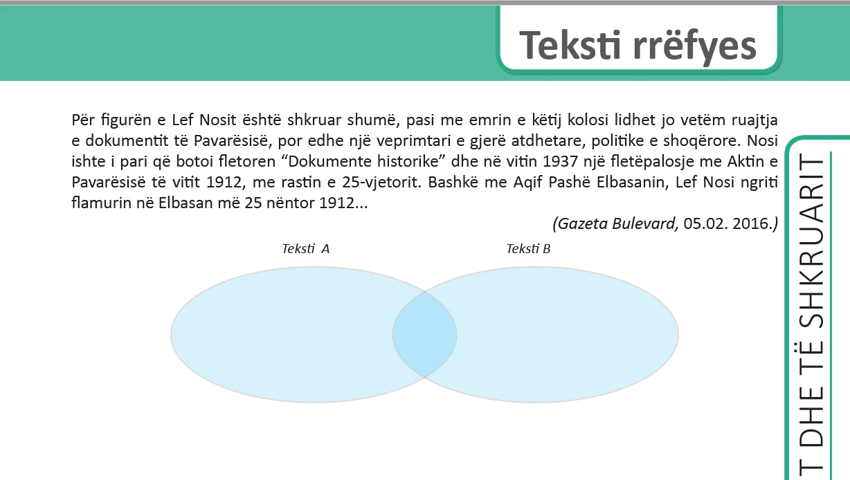 Teksti rrëfyes
Për figurën e Lef Nosit është shkruar shumë, pasi me emrin e këtij kolosi lidhet jo vetëm ruajtja
e dokumentit të Pavarësisë, por edhe një veprimtari e gjerë atdhetare, politike e shoqërore. Nosi
ishte i pari që botoi fletoren “Dokumente historike” dhe në vitin 1937 një fletëpalosje me Aktin e
Pavarësisë të vitit 1912, me rastin e 25-vjetorit. Bashkë me Aqif Pashë Elbasanin, Lef Nosi ngriti
flamurin në Elbasan më 25 nëntor 1912...
(Gazeta Bulevard, 05.02. 2016.)
Teksti A
Teksti B
T DHE TË SHKRUARIT